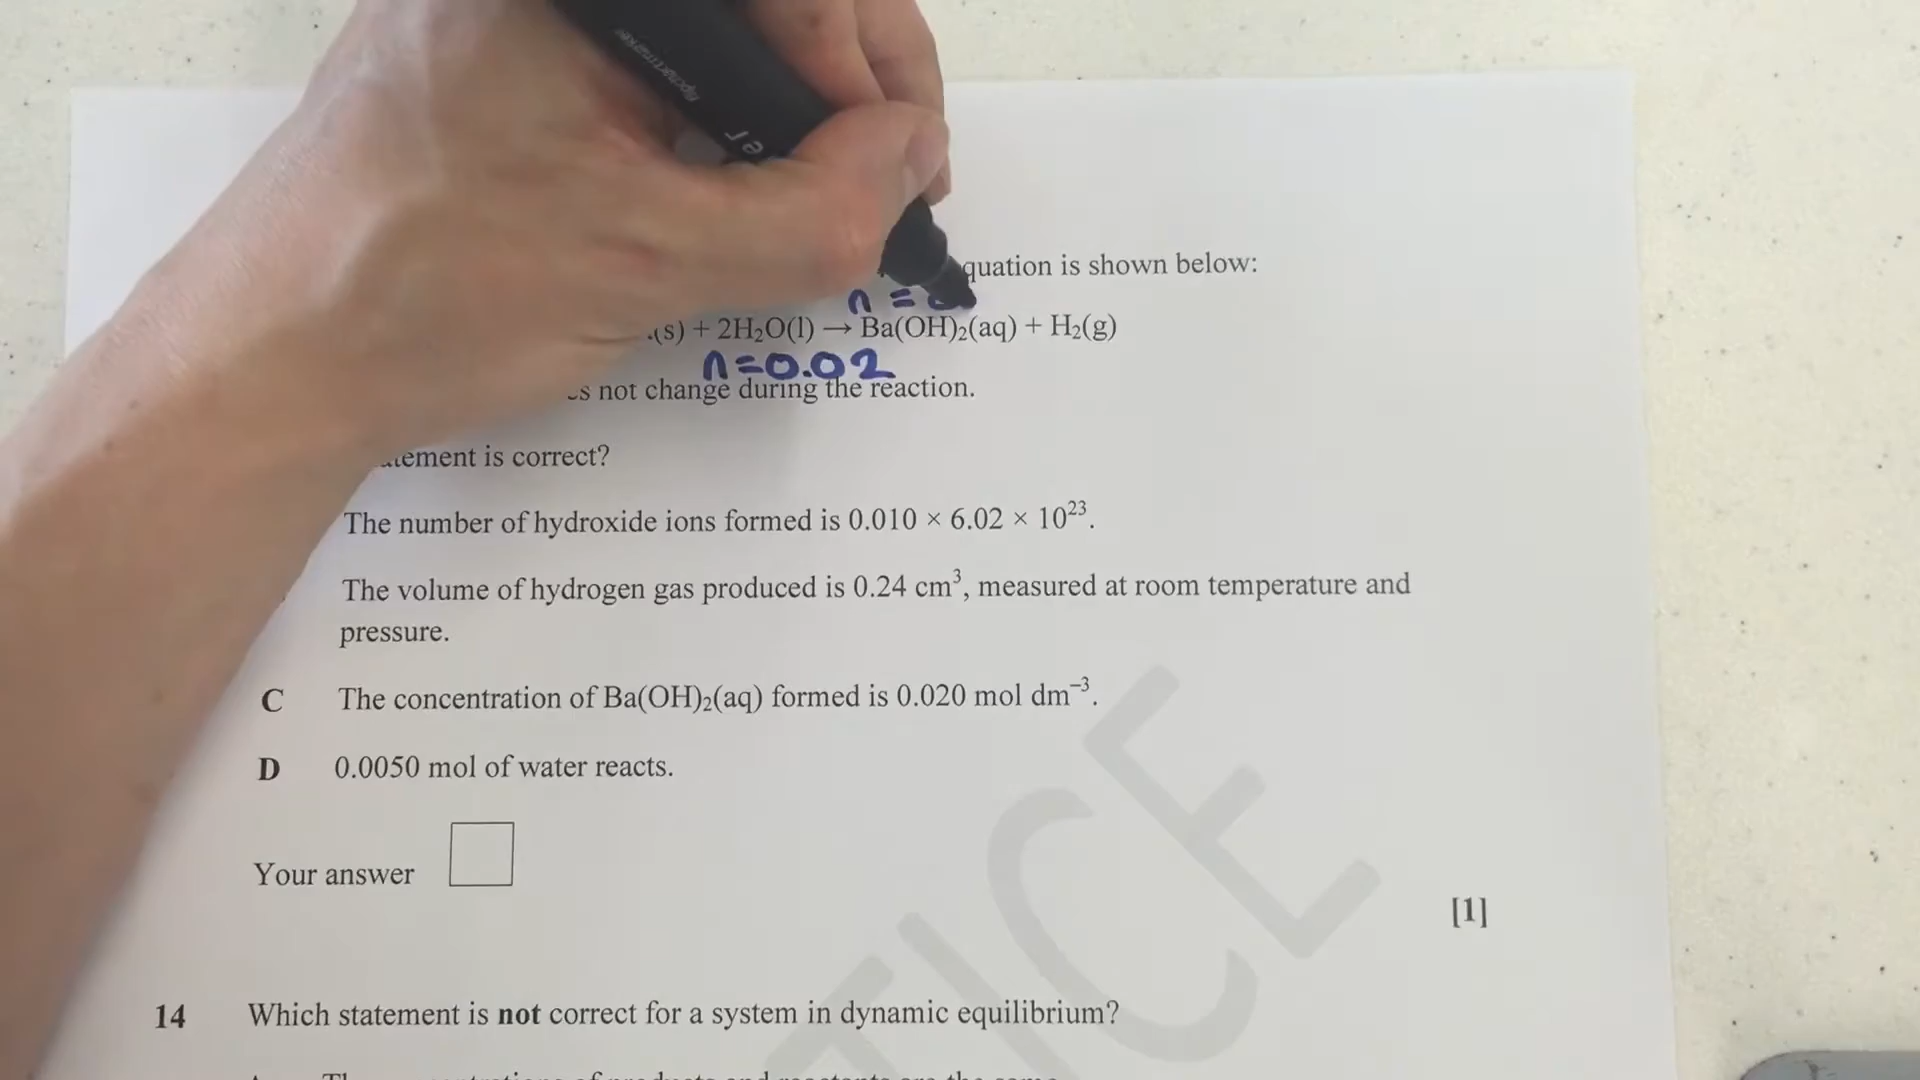 flipchart marker
quation is shown below:
n =
(s) + 2H₂O(l) → Ba(OH)₂(aq) + H₂(g)
n=0.02
s not change during the reaction.
tement is correct?
The number of hydroxide ions formed is 0.010 × 6.02 × 10²³.
The volume of hydrogen gas produced is 0.24 cm³, measured at room temperature and
pressure.
C The concentration of Ba(OH)₂(aq) formed is 0.020 mol dm⁻³.
D 0.0050 mol of water reacts.
Your answer
[1]
14 Which statement is not correct for a system in dynamic equilibrium?